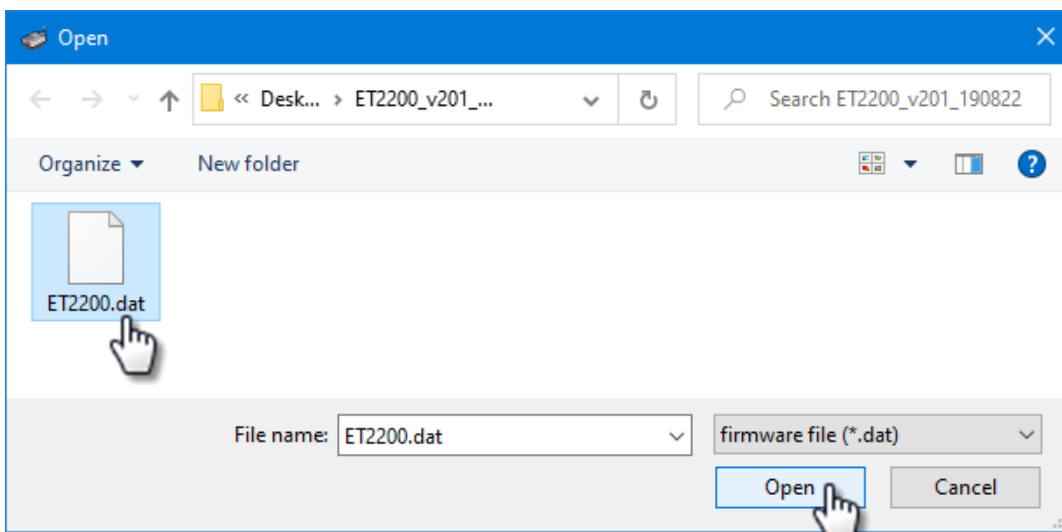 Open
« Desk... › ET2200_v201_... Search ET2200_v201_190822
Organize New folder
ET2200.dat
File name: ET2200.dat firmware file (*.dat)
Open Cancel